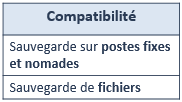 Compatibilité
Sauvegarde sur postes fixes
et nomades
Sauvegarde de fichiers